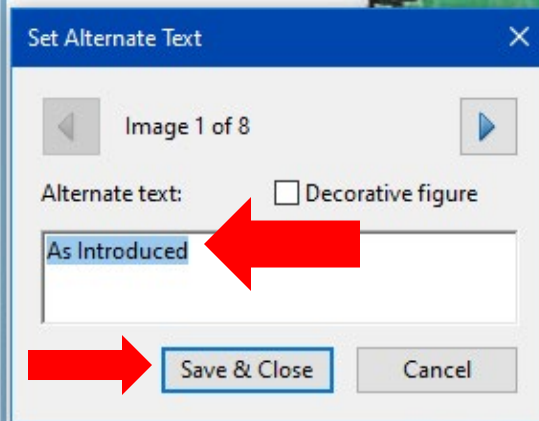 Set Alternate Text
Image 1 of 8
Alternate text: Decorative figure
As Introduced
Save & Close Cancel